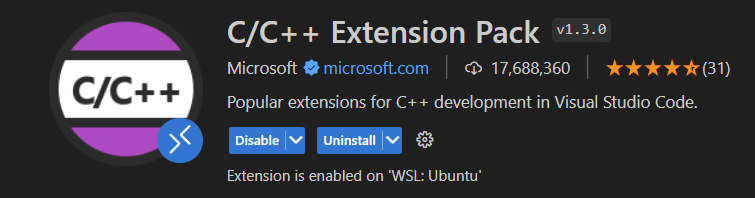 C/C++ Extension Pack v1.3.0
C/C++
Microsoft microsoft.com 17,688,360 (31)
Popular extensions for C++ development in Visual Studio Code.
Disable Uninstall
Extension is enabled on 'WSL: Ubuntu'